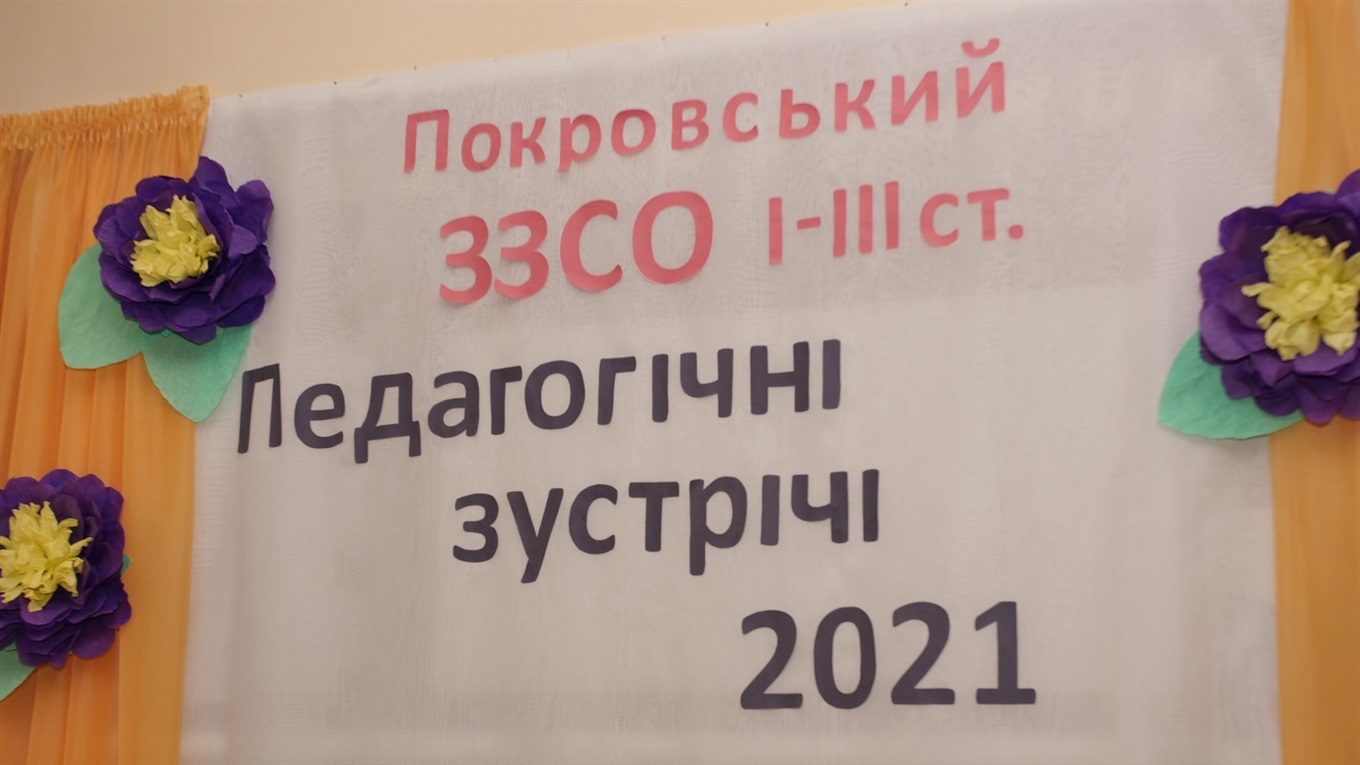 Покровський
ЗЗСО І-ІІІ ст.
Педагогічні
зустрічі
2021